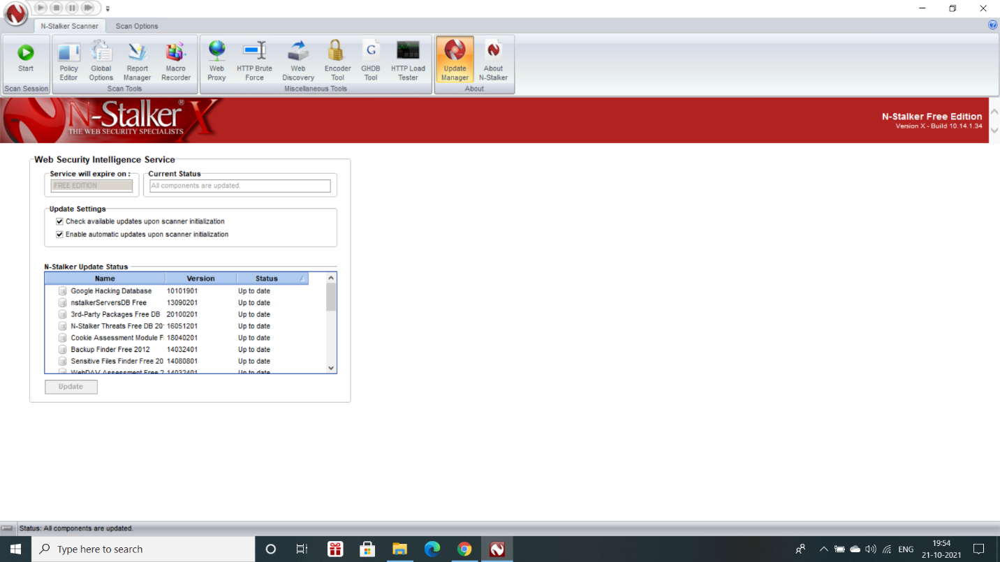 N-Stalker Scanner Scan Options
Start
Policy Editor
Global Options
Report Manager
Macro Recorder
Web Proxy
HTTP Brute Force
Web Discovery
Encoder Tool
GHDB Tool
HTTP Load Tester
Update Manager
About N-Stalker
Scan Session Scan Tools Miscellaneous Tools About
N-Stalker® X
THE WEB SECURITY SPECIALISTS
N-Stalker Free Edition
Version X - Build 10.14.1.34
Web Security Intelligence Service
Service will expire on : Current Status
FREE EDITION All components are updated.
Update Settings
Check available updates upon scanner initialization
Enable automatic updates upon scanner initialization
N-Stalker Update Status
Name Version Status
Google Hacking Database 10101901 Up to date
nstalkerServersDB Free 13090201 Up to date
3rd-Party Packages Free DB 20100201 Up to date
N-Stalker Threats Free DB 20 16051201 Up to date
Cookie Assessment Module F 18040201 Up to date
Backup Finder Free 2012 14032401 Up to date
Sensitive Files Finder Free 20 14080801 Up to date
WebDAV Assessment Free 2 14032401 Up to date
Update
Status: All components are updated.
Type here to search
ENG
19:54
21-10-2021